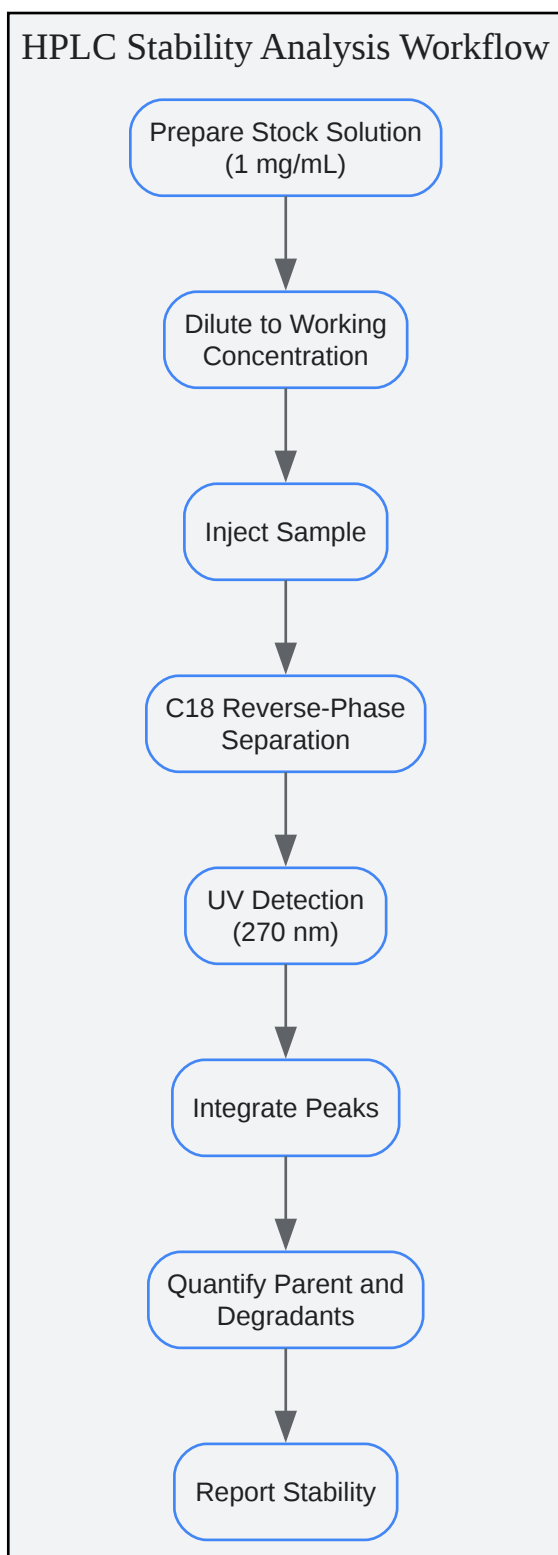 HPLC Stability Analysis Workflow
Prepare Stock Solution
(1 mg/mL)
Dilute to Working
Concentration
Inject Sample
C18 Reverse-Phase
Separation
UV Detection
(270 nm)
Integrate Peaks
Quantify Parent and
Degradants
Report Stability